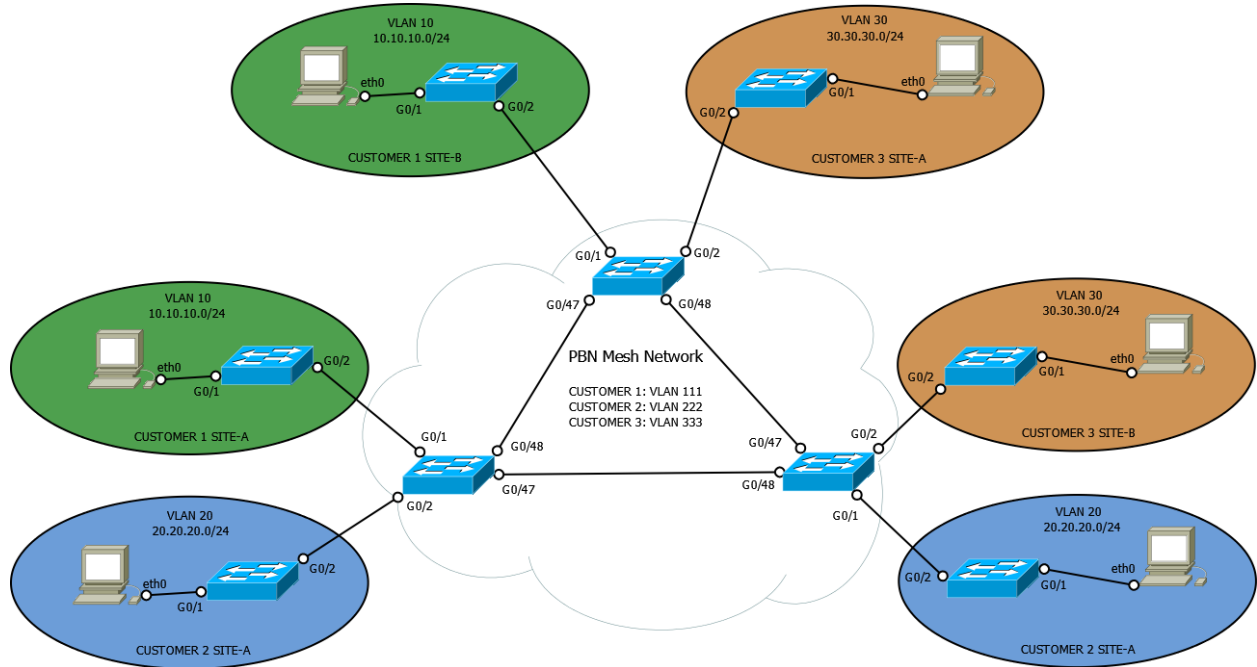 VLAN 10
10.10.10.0/24
eth0
G0/1
G0/2
CUSTOMER 1 SITE-B
VLAN 30
30.30.30.0/24
eth0
G0/1
G0/2
CUSTOMER 3 SITE-A
G0/1
G0/2
G0/47
G0/48
PBN Mesh Network
CUSTOMER 1: VLAN 111
CUSTOMER 2: VLAN 222
CUSTOMER 3: VLAN 333
VLAN 10
10.10.10.0/24
eth0
G0/1
G0/2
CUSTOMER 1 SITE-A
VLAN 30
30.30.30.0/24
eth0
G0/1
G0/2
CUSTOMER 3 SITE-B
G0/1
G0/48
G0/47
G0/2
G0/47
G0/2
G0/48
G0/1
VLAN 20
20.20.20.0/24
eth0
G0/1
G0/2
CUSTOMER 2 SITE-A
VLAN 20
20.20.20.0/24
eth0
G0/1
G0/2
CUSTOMER 2 SITE-A